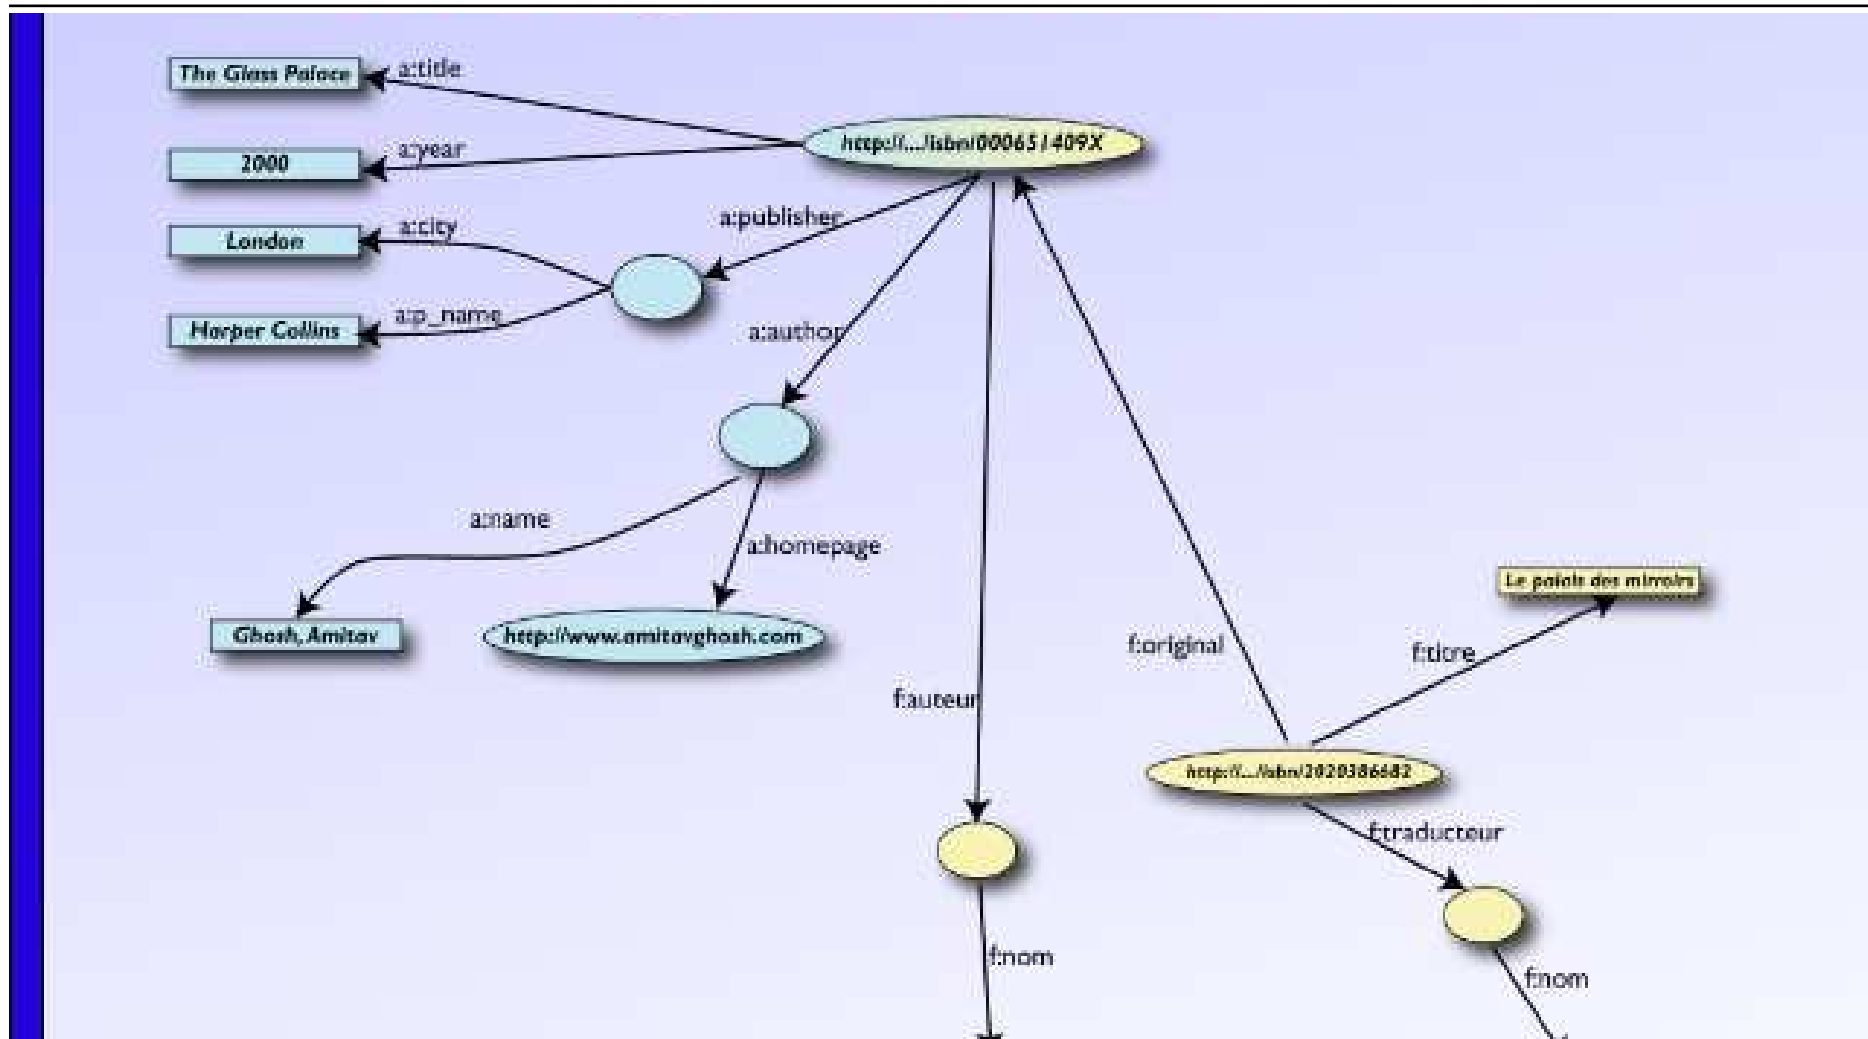 The Glass Palace
a:title
http://...isbn/000651409X
2000
a:year
a:publisher
London
a:city
Harper Collins
a:p_name
a:author
a:name
a:homepage
Ghosh, Amitav
http://www.amitavghosh.com
Le palais des mirroirs
f:original
f:titre
f:auteur
http://.../isbn/2020386682
f:traducteur
f:nom
f:nom